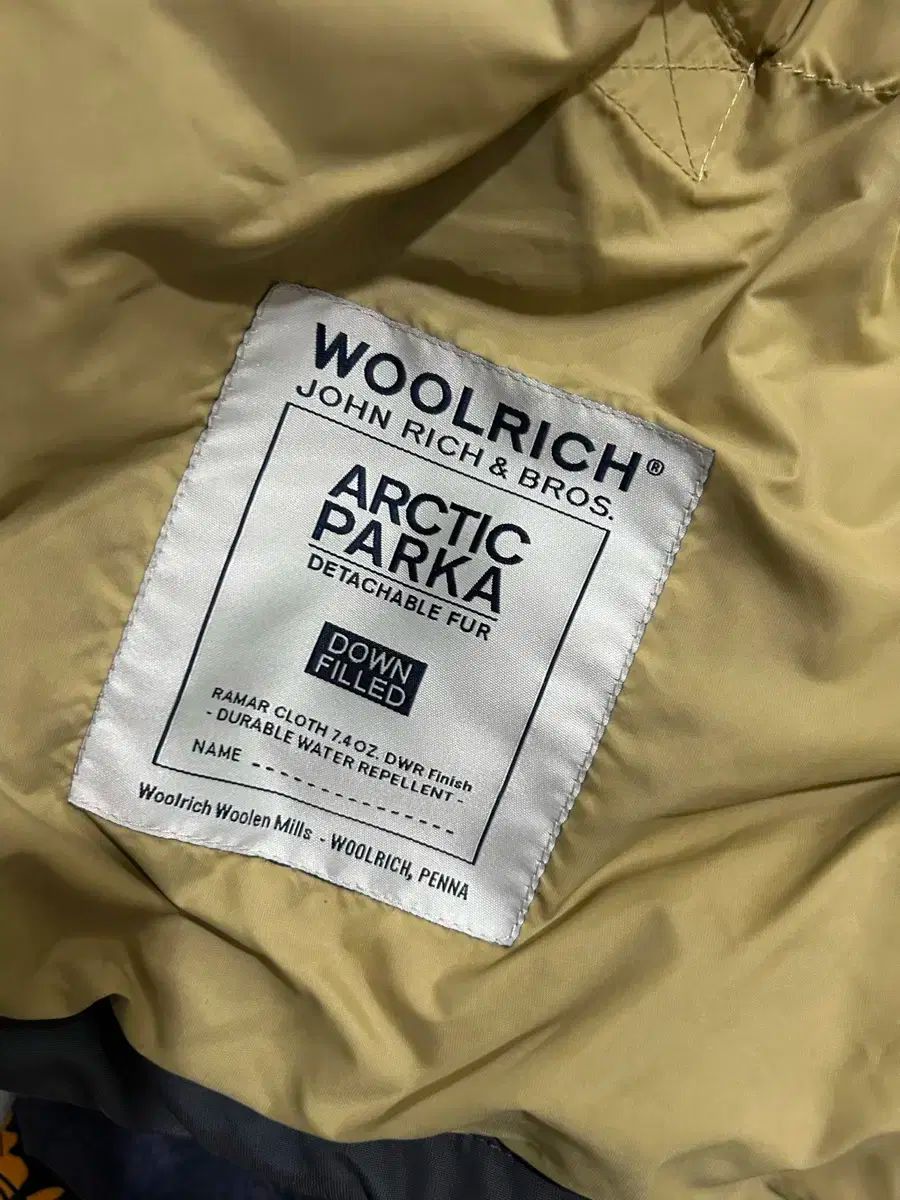 WOOLRICH®
JOHN RICH & BROS.
ARCTIC
PARKA
DETACHABLE FUR
DOWN
FILLED
RAMAR CLOTH 7.4 OZ. DWR Finish
- DURABLE WATER REPELLENT -
NAME --------------
Woolrich Woolen Mills - WOOLRICH, PENNA